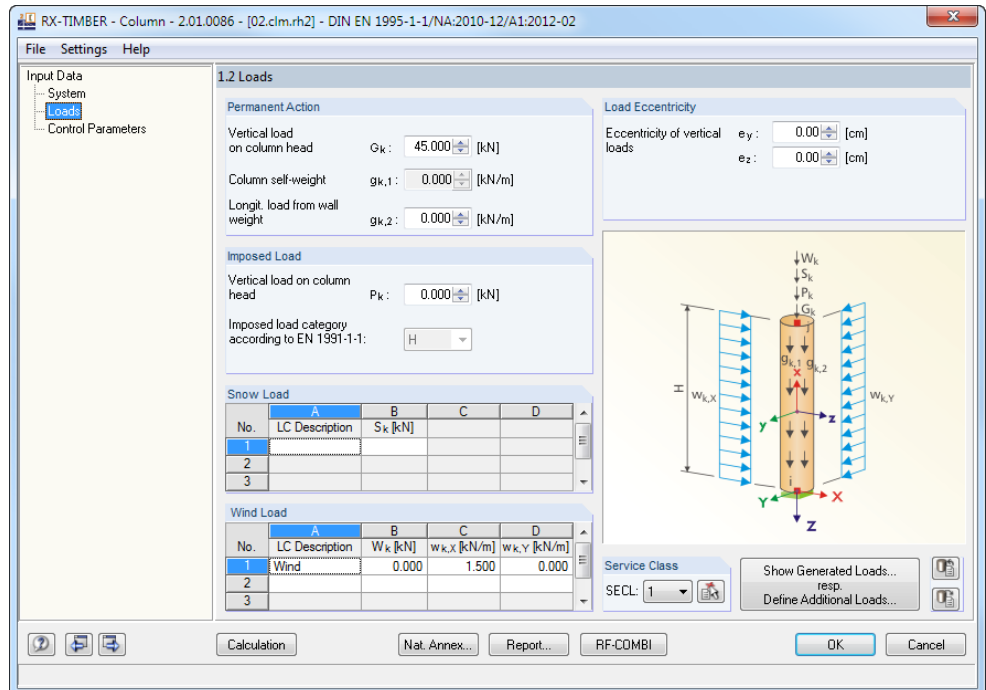 RX-TIMBER - Column - 2.01.0086 - [02.clm.rh2] - DIN EN 1995-1-1/NA:2010-12/A1:2012-02
File Settings Help
Input Data
System
Loads
Control Parameters
1.2 Loads
Permanent Action
Vertical load
on column head Gk : 45.000 [kN]
Column self-weight gk,1 : 0.000 [kN/m]
Longit. load from wall
weight gk,2 : 0.000 [kN/m]
Imposed Load
Vertical load on column
head Pk : 0.000 [kN]
Imposed load category
according to EN 1991-1-1: H
Snow Load
A B C D
No. LC Description Sk [kN]
1
2
3
Wind Load
A B C D
No. LC Description Wk [kN] wk,X [kN/m] wk,Y [kN/m]
1 Wind 0.000 1.500 0.000
2
3
Load Eccentricity
Eccentricity of vertical ey : 0.00 [cm]
loads
ez : 0.00 [cm]
Wk
Sk
Pk
Gk
j
gk,1 gk,2
x
H wk,X wk,Y
y z
i
Y X
Z
Service Class
SECL: 1
Show Generated Loads...
resp.
Define Additional Loads...
Calculation Nat. Annex... Report... RF-COMBI OK Cancel